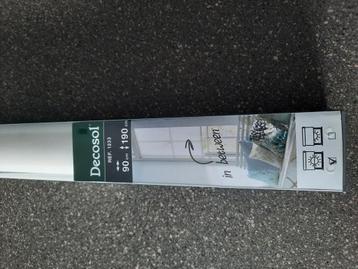 Decosol®
REF. 1233
90 cm 190 cm
in between